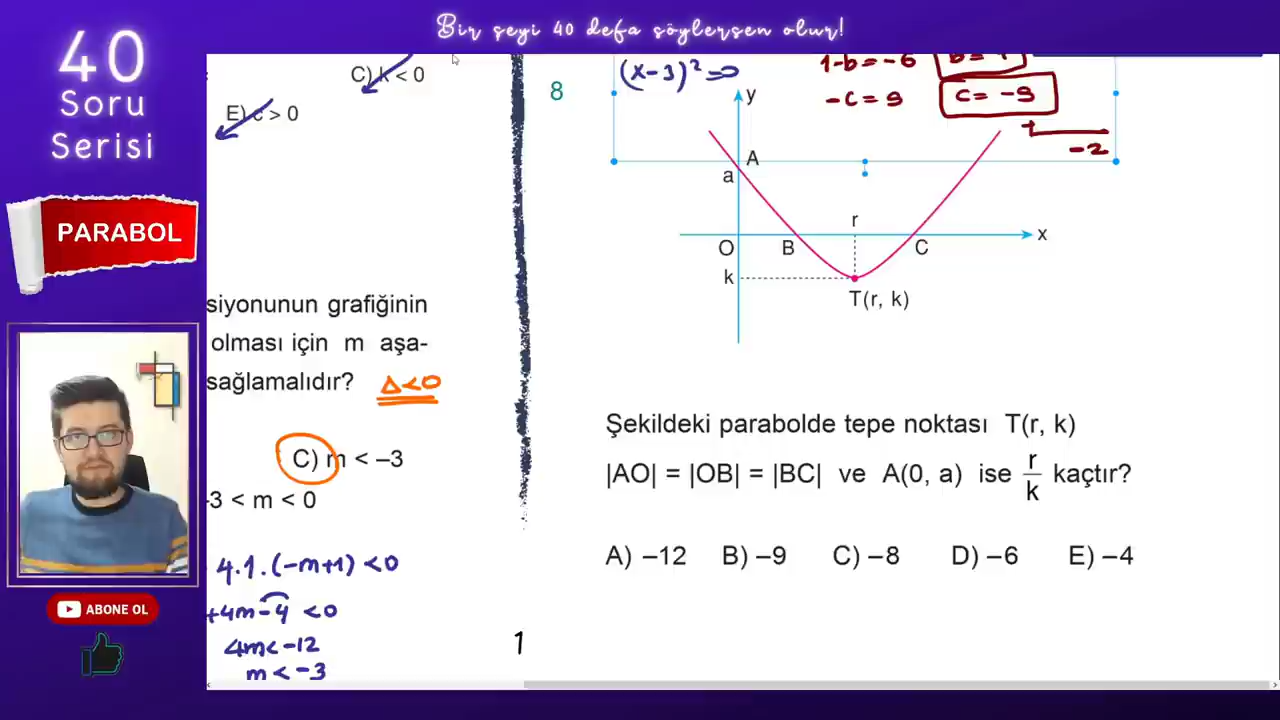 Bir şeyi 40 defa söylersen olur!
40
Soru
Serisi
PARABOL
ABONE OL
C) k < 0
E) c > 0
siyonunun grafiğinin
olması için m aşa-
sağlamalıdır? Δ<0
C) m < –3
3 < m < 0
4.1.(-m+1) <0
+4m-4 <0
4m<-12
m < -3
1
8
(x-3)²=0
1-b=-6
-c=9
c=-9
+
-2
y
A
a
r
x
O
B
C
k
T(r, k)
Şekildeki parabolde tepe noktası T(r, k)
|AO| = |OB| = |BC| ve A(0, a) ise r/k kaçtır?
A) –12 B) –9 C) –8 D) –6 E) –4